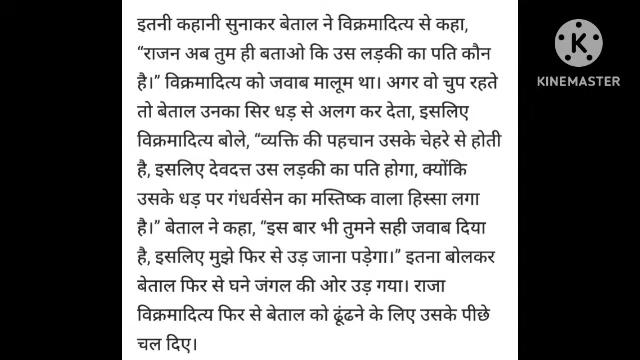 इतनी कहानी सुनाकर बेताल ने विक्रमादित्य से कहा,
“राजन अब तुम ही बताओ कि उस लड़की का पति कौन
है।” विक्रमादित्य को जवाब मालूम था। अगर वो चुप रहते
तो बेताल उनका सिर धड़ से अलग कर देता, इसलिए
विक्रमादित्य बोले, “व्यक्ति की पहचान उसके चेहरे से होती
है, इसलिए देवदत्त उस लड़की का पति होगा, क्योंकि
उसके धड़ पर गंधर्वसेन का मस्तिष्क वाला हिस्सा लगा
है।” बेताल ने कहा, “इस बार भी तुमने सही जवाब दिया
है, इसलिए मुझे फिर से उड़ जाना पड़ेगा।” इतना बोलकर
बेताल फिर से घने जंगल की ओर उड़ गया। राजा
विक्रमादित्य फिर से बेताल को ढूंढने के लिए उसके पीछे
चल दिए।
KINEMASTER